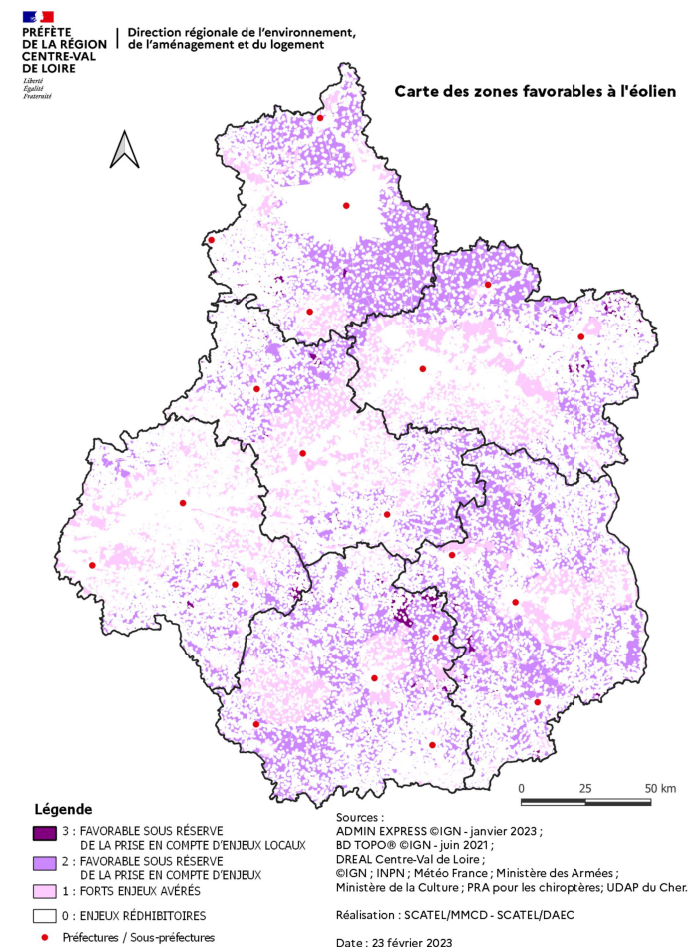 PRÉFÈTE
DE LA RÉGION
CENTRE-VAL
DE LOIRE
Liberté
Égalité
Fraternité
Direction régionale de l'environnement,
de l'aménagement et du logement
Carte des zones favorables à l'éolien
0 25 50 km
Légende
3 : FAVORABLE SOUS RÉSERVE
DE LA PRISE EN COMPTE D'ENJEUX LOCAUX
2 : FAVORABLE SOUS RÉSERVE
DE LA PRISE EN COMPTE D'ENJEUX
1 : FORTS ENJEUX AVÉRÉS
0 : ENJEUX RÉDHIBITOIRES
Préfectures / Sous-préfectures
Sources :
ADMIN EXPRESS ©IGN - janvier 2023 ;
BD TOPO® ©IGN - juin 2021 ;
DREAL Centre-Val de Loire ;
©IGN ; INPN ; Météo France ; Ministère des Armées ;
Ministère de la Culture ; PRA pour les chiroptères; UDAP du Cher.
Réalisation : SCATEL/MMCD - SCATEL/DAEC
Date : 23 février 2023